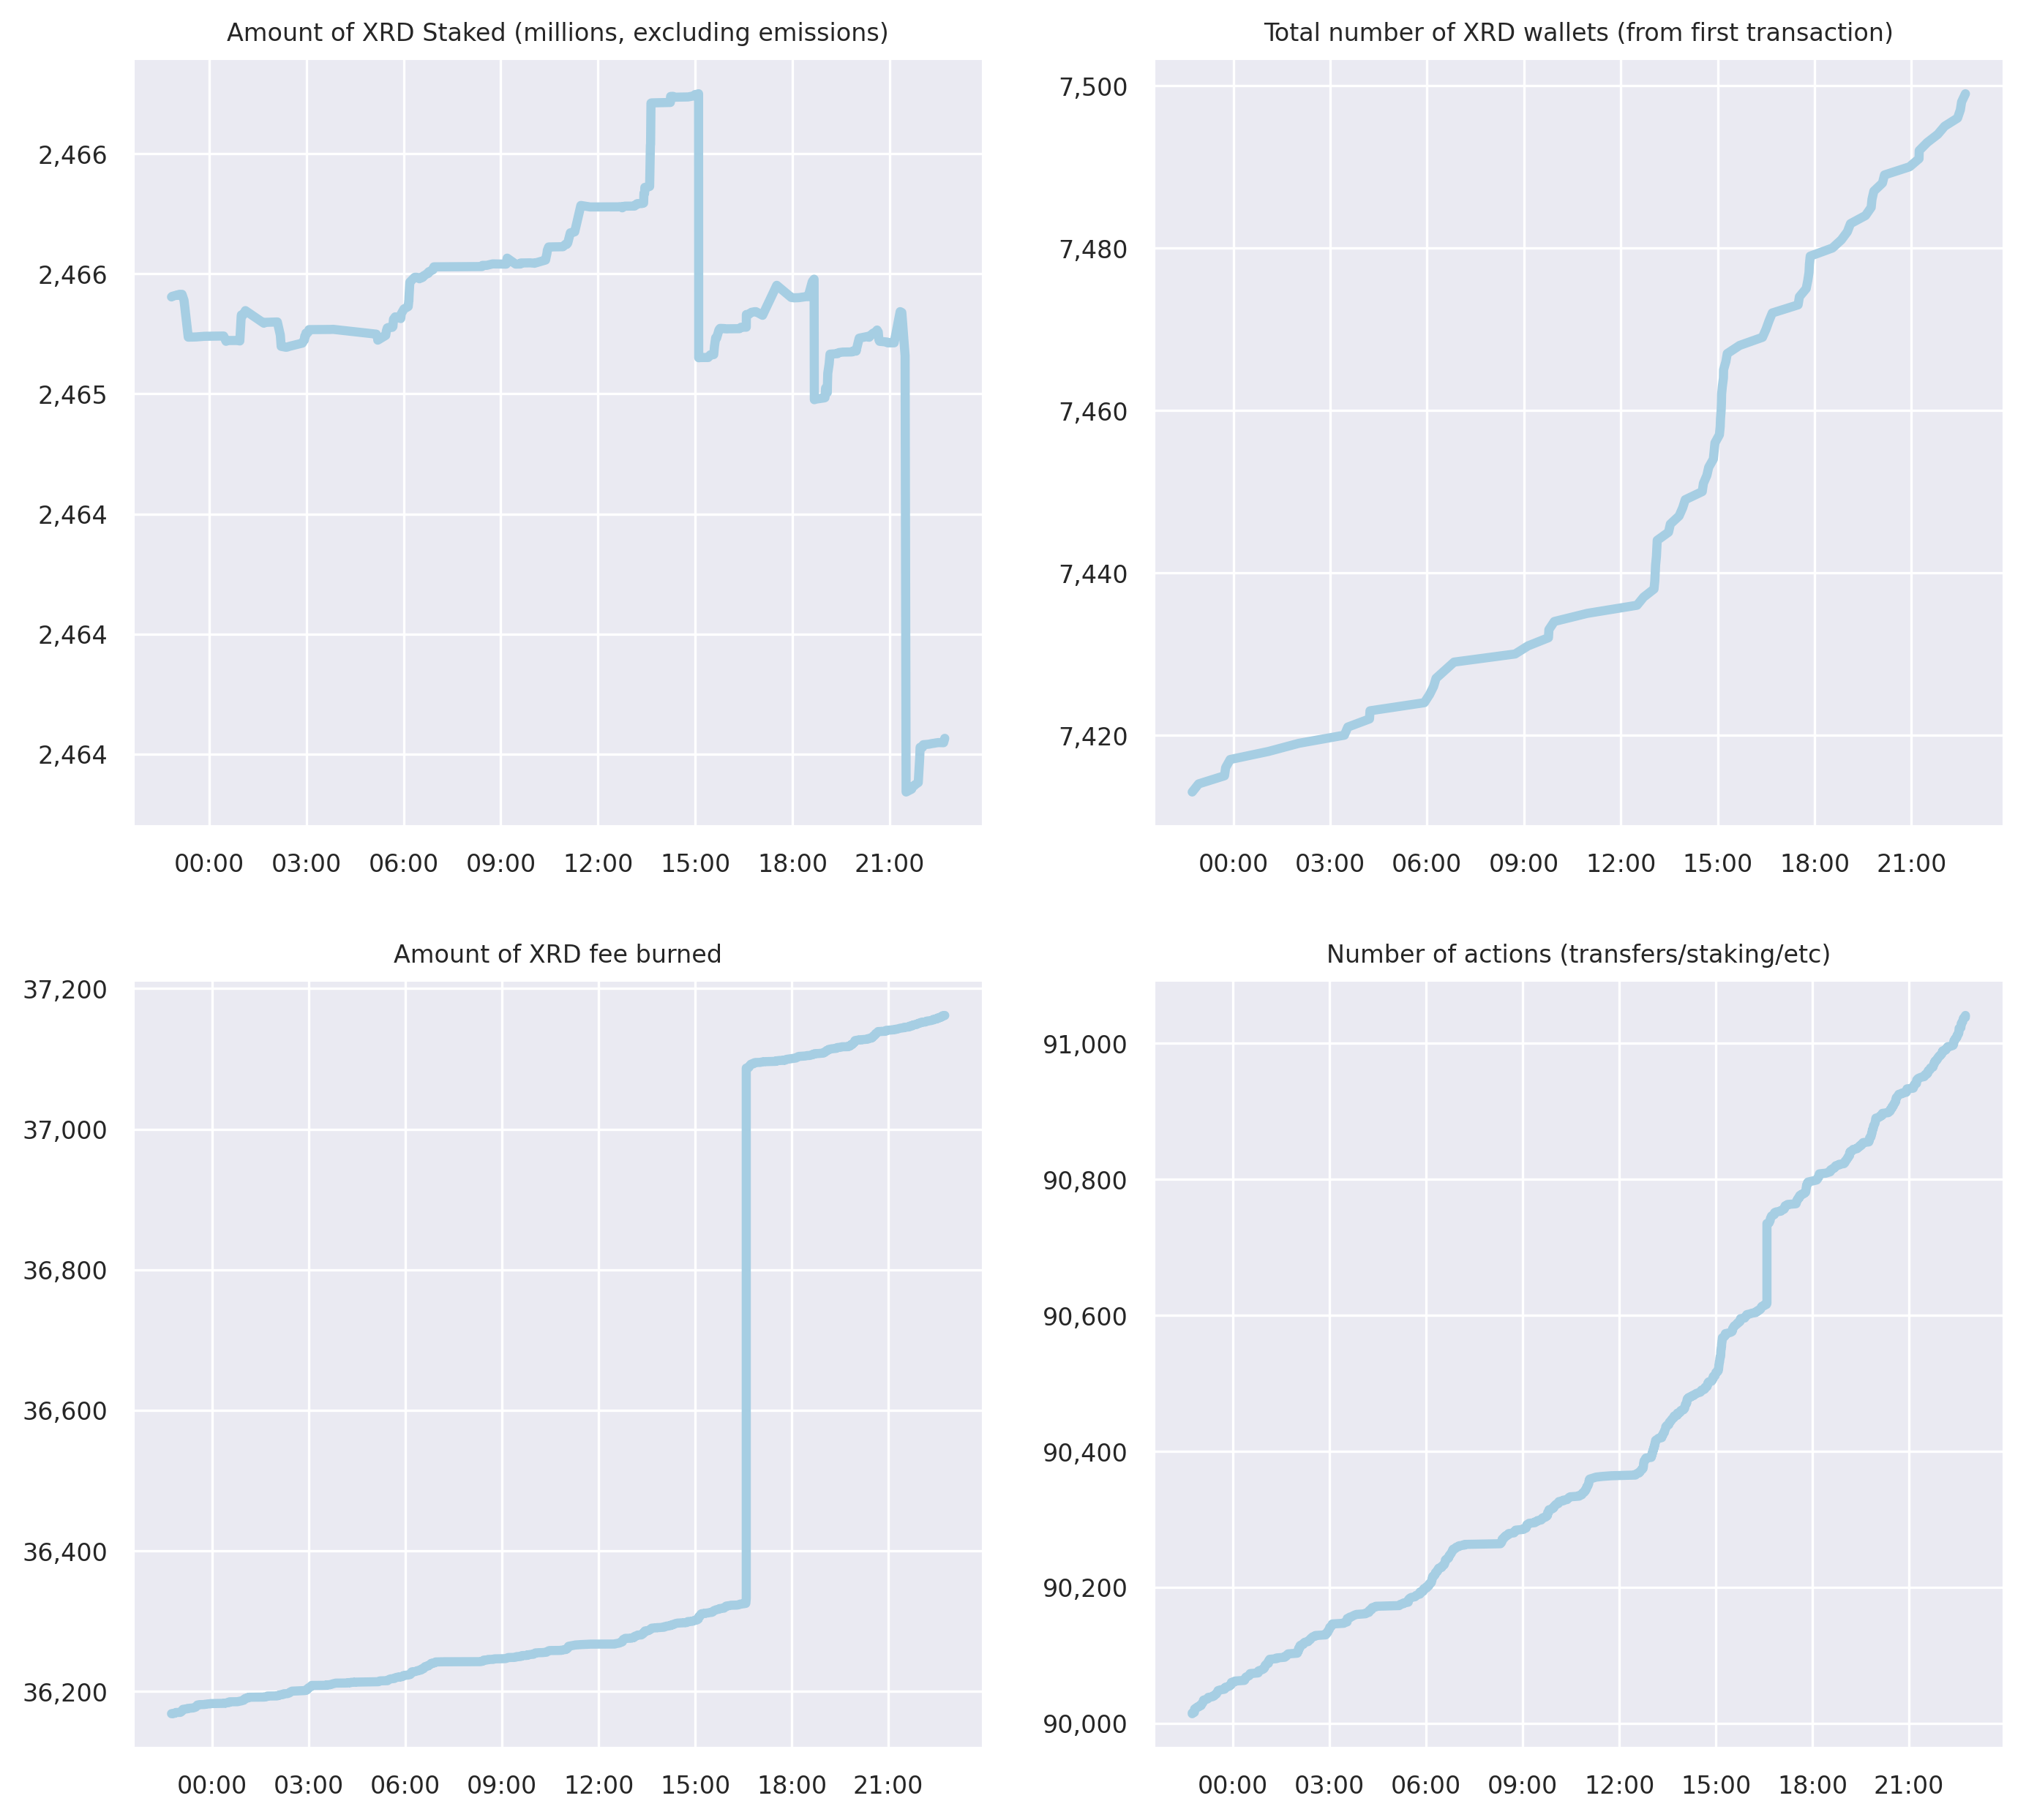 Amount of XRD Staked (millions, excluding emissions)
2,466
2,466
2,465
2,464
2,464
2,464
00:00 03:00 06:00 09:00 12:00 15:00 18:00 21:00
Total number of XRD wallets (from first transaction)
7,500
7,480
7,460
7,440
7,420
00:00 03:00 06:00 09:00 12:00 15:00 18:00 21:00
Amount of XRD fee burned
37,200
37,000
36,800
36,600
36,400
36,200
00:00 03:00 06:00 09:00 12:00 15:00 18:00 21:00
Number of actions (transfers/staking/etc)
91,000
90,800
90,600
90,400
90,200
90,000
00:00 03:00 06:00 09:00 12:00 15:00 18:00 21:00